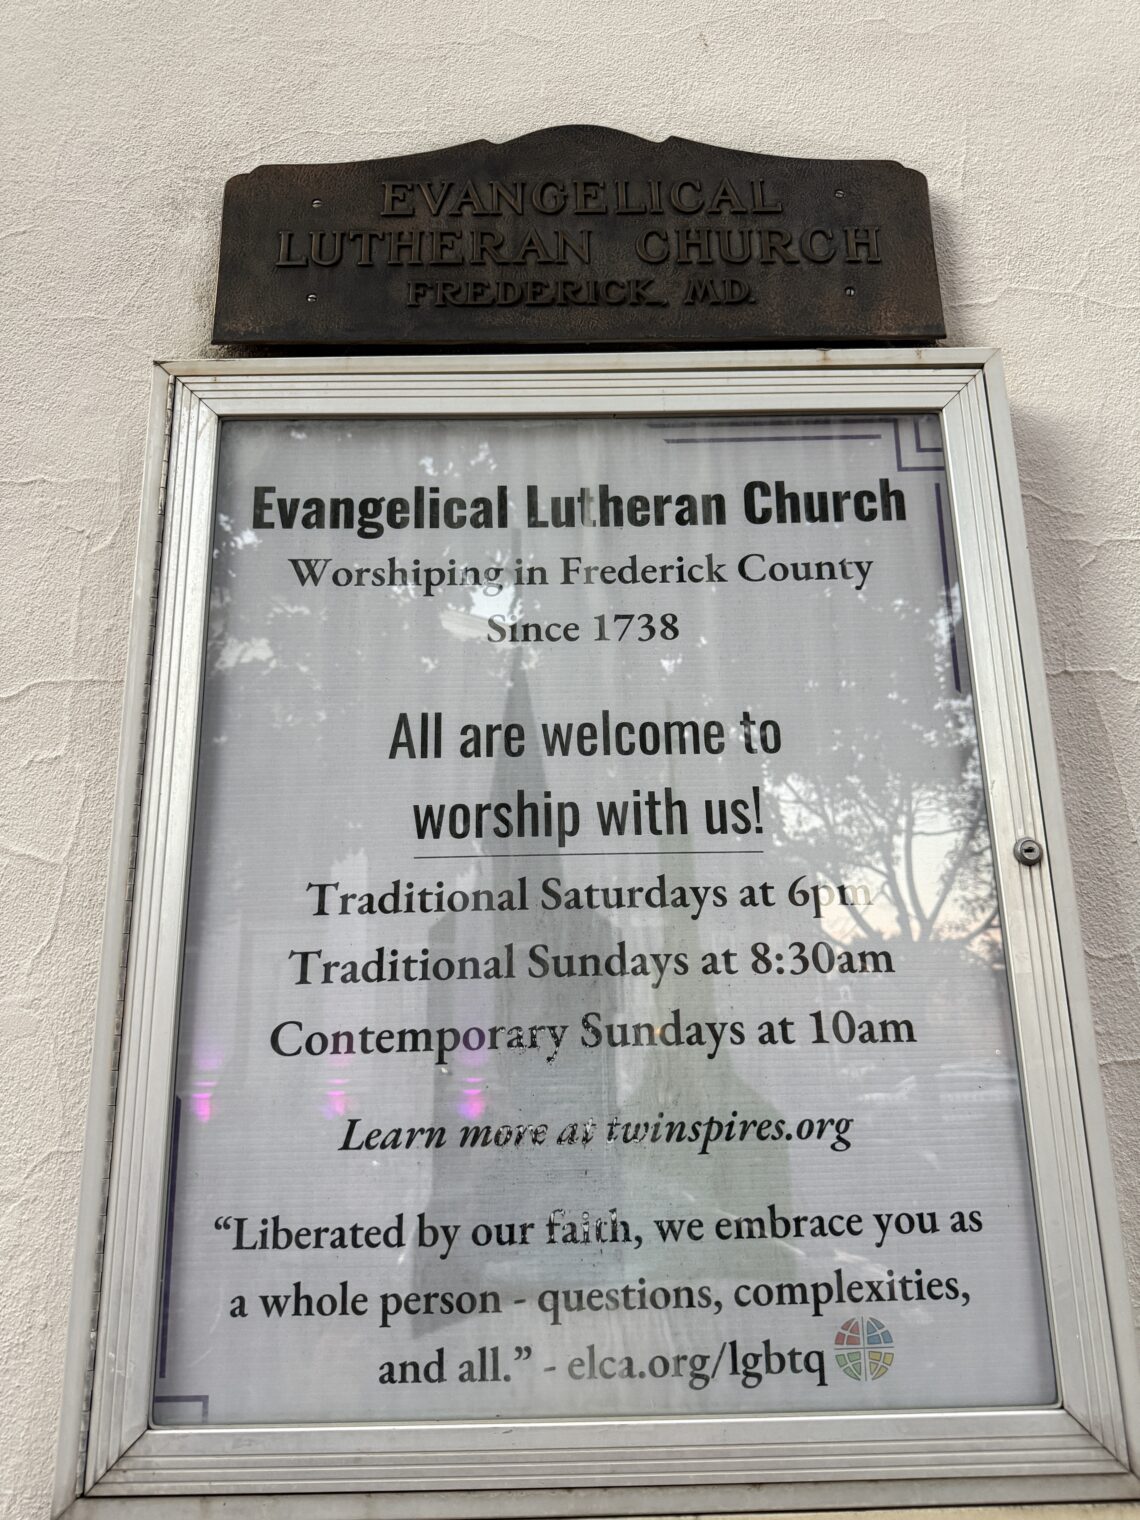 EVANGELICAL
LUTHERAN CHURCH
FREDERICK, MD.
Evangelical Lutheran Church
Worshiping in Frederick County
Since 1738
All are welcome to
worship with us!
Traditional Saturdays at 6pm
Traditional Sundays at 8:30am
Contemporary Sundays at 10am
Learn more at twinspires.org
“Liberated by our faith, we embrace you as
a whole person - questions, complexities,
and all.” - elca.org/lgbtq